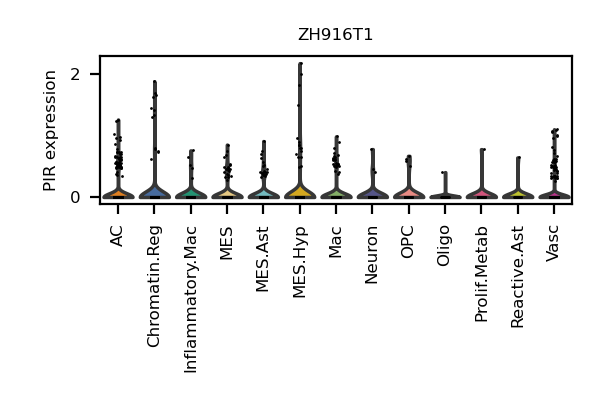 ZH916T1
PIR expression
2
0
AC
Chromatin.Reg
Inflammatory.Mac
MES
MES.Ast
MES.Hyp
Mac
Neuron
OPC
Oligo
Prolif.Metab
Reactive.Ast
Vasc